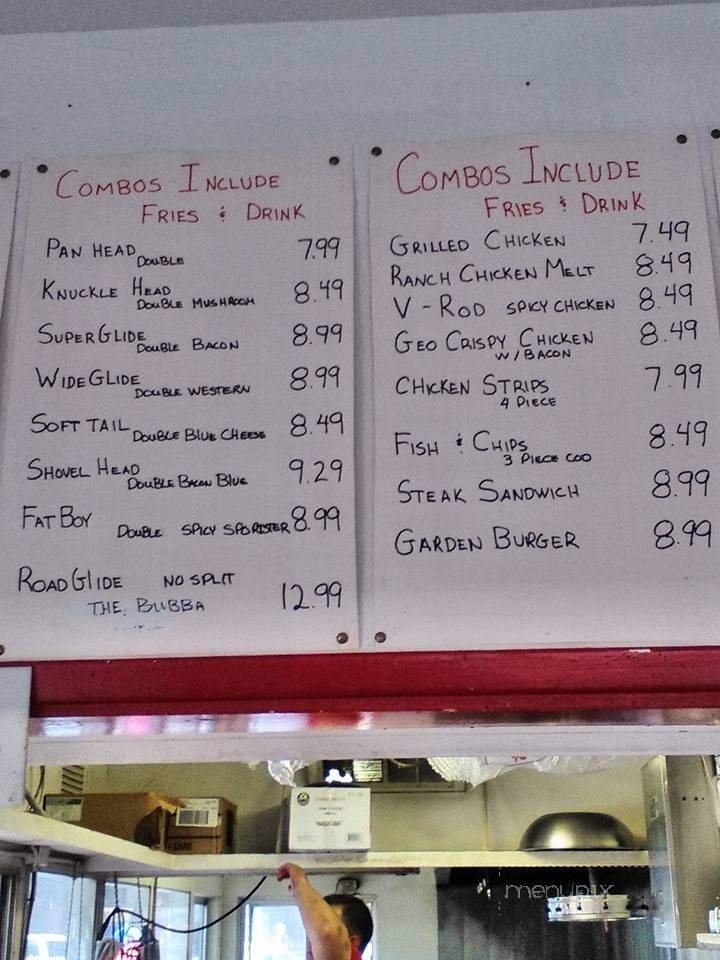 COMBOS INCLUDE
FRIES & DRINK
PAN HEAD DOUBLE 7.99
KNUCKLE HEAD DOUBLE MUSHROOM 8.49
SUPERGLIDE DOUBLE BACON 8.99
WIDE GLIDE DOUBLE WESTERN 8.99
SOFT TAIL DOUBLE BLUE CHEESE 8.49
SHOVEL HEAD DOUBLE BACON BLUE 9.29
FAT BOY DOUBLE SPICY SPORTSTER 8.99
ROAD GLIDE NO SPLIT
THE BUBBA 12.99
COMBOS INCLUDE
FRIES & DRINK
GRILLED CHICKEN 7.49
RANCH CHICKEN MELT 8.49
V-ROD SPICY CHICKEN 8.49
GEO CRISPY CHICKEN 8.49
W/BACON
CHICKEN STRIPS 7.99
4 PIECE
FISH & CHIPS 8.49
3 PIECE COD
STEAK SANDWICH 8.99
GARDEN BURGER 8.99
menupix